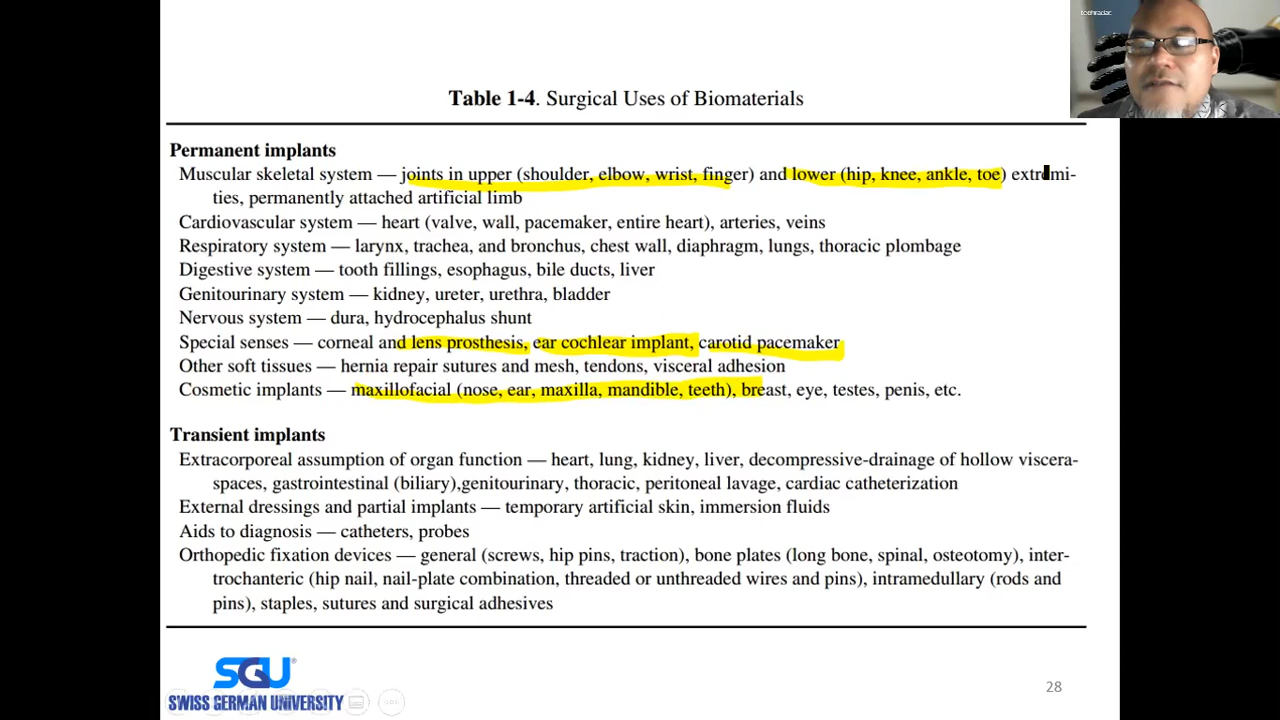 techradar.
Table 1-4. Surgical Uses of Biomaterials
Permanent implants
Muscular skeletal system — joints in upper (shoulder, elbow, wrist, finger) and lower (hip, knee, ankle, toe) extremi-
ties, permanently attached artificial limb
Cardiovascular system — heart (valve, wall, pacemaker, entire heart), arteries, veins
Respiratory system — larynx, trachea, and bronchus, chest wall, diaphragm, lungs, thoracic plombage
Digestive system — tooth fillings, esophagus, bile ducts, liver
Genitourinary system — kidney, ureter, urethra, bladder
Nervous system — dura, hydrocephalus shunt
Special senses — corneal and lens prosthesis, ear cochlear implant, carotid pacemaker
Other soft tissues — hernia repair sutures and mesh, tendons, visceral adhesion
Cosmetic implants — maxillofacial (nose, ear, maxilla, mandible, teeth), breast, eye, testes, penis, etc.
Transient implants
Extracorporeal assumption of organ function — heart, lung, kidney, liver, decompressive-drainage of hollow viscera-
spaces, gastrointestinal (biliary),genitourinary, thoracic, peritoneal lavage, cardiac catheterization
External dressings and partial implants — temporary artificial skin, immersion fluids
Aids to diagnosis — catheters, probes
Orthopedic fixation devices — general (screws, hip pins, traction), bone plates (long bone, spinal, osteotomy), inter-
trochanteric (hip nail, nail-plate combination, threaded or unthreaded wires and pins), intramedullary (rods and
pins), staples, sutures and surgical adhesives
SGU®
SWISS GERMAN UNIVERSITY
28